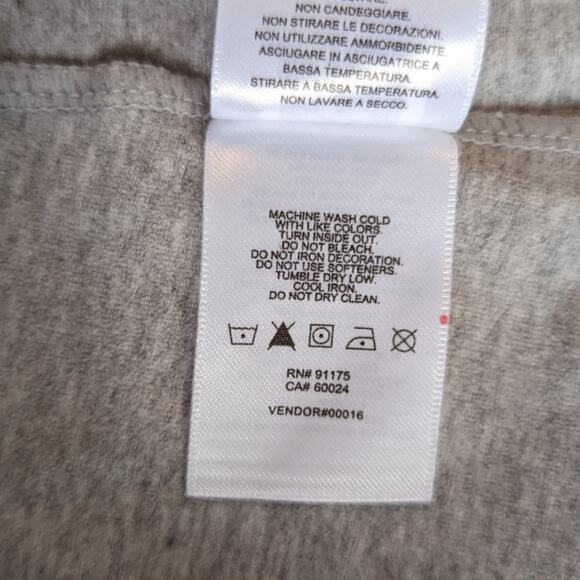 NON CANDEGGIARE.
NON STIRARE LE DECORAZIONI.
NON UTILIZZARE AMMORBIDENTE.
ASCIUGARE IN ASCIUGATRICE A
BASSA TEMPERATURA.
STIRARE A BASSA TEMPERATURA.
NON LAVARE A SECCO.
MACHINE WASH COLD
WITH LIKE COLORS.
TURN INSIDE OUT.
DO NOT BLEACH.
DO NOT IRON DECORATION.
DO NOT USE SOFTENERS.
TUMBLE DRY LOW.
COOL IRON.
DO NOT DRY CLEAN.
RN# 91175
CA# 60024
VENDOR#00016